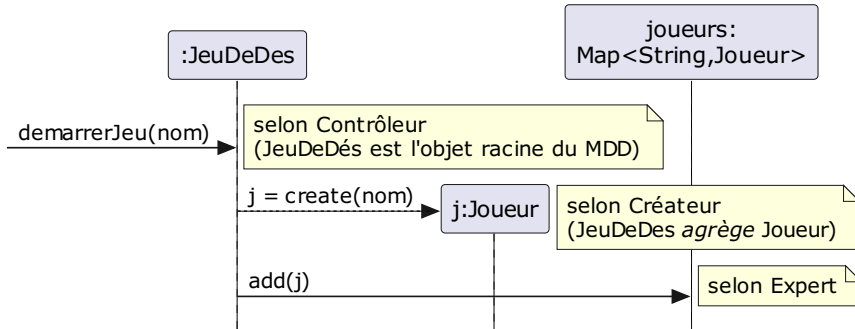 :JeuDeDes
joueurs:
Map<String,Joueur>
demarrerJeu(nom)
selon Contrôleur
(JeuDeDés est l'objet racine du MDD)
j = create(nom)
j:Joueur
selon Créateur
(JeuDeDes agrège Joueur)
add(j)
selon Expert